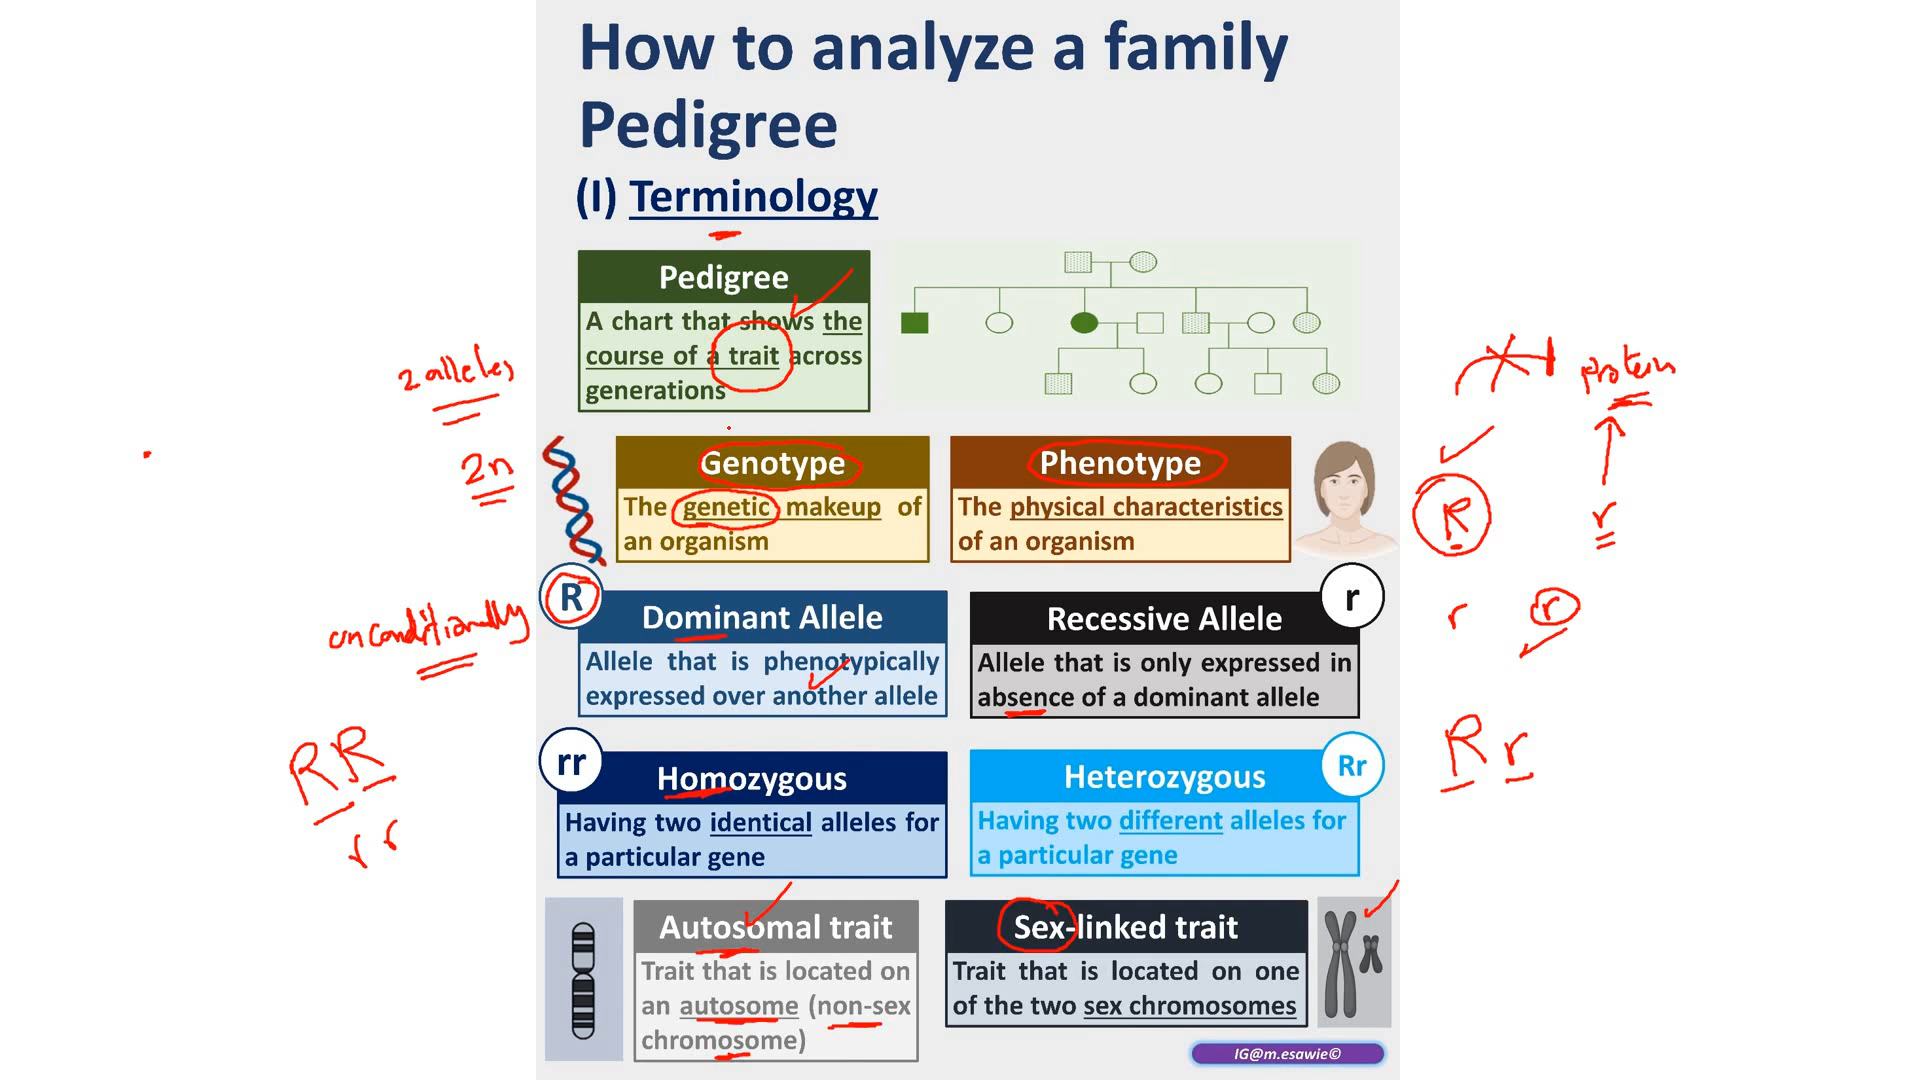 How to analyze a family
Pedigree
(I) Terminology
Pedigree
A chart that shows the
course of a trait across
generations
2 alleles
2n
protein
Genotype
The genetic makeup of
an organism
Phenotype
The physical characteristics
of an organism
R
r
R
Dominant Allele
Allele that is phenotypically
expressed over another allele
r
Recessive Allele
Allele that is only expressed in
absence of a dominant allele
unconditionally
r
r
RR
rr
Rr
rr
Homozygous
Having two identical alleles for
a particular gene
Rr
Heterozygous
Having two different alleles for
a particular gene
Autosomal trait
Trait that is located on
an autosome (non-sex
chromosome)
Sex-linked trait
Trait that is located on one
of the two sex chromosomes
IG@m.esawie©